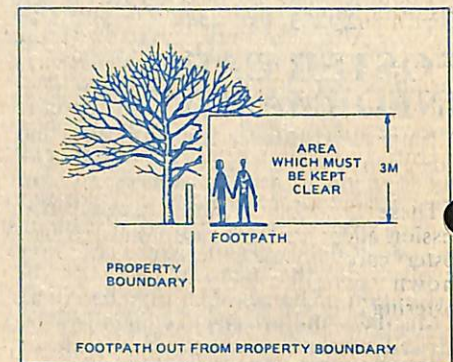 AREA
WHICH MUST
BE KEPT
CLEAR
3M
FOOTPATH
PROPERTY
BOUNDARY
FOOTPATH OUT FROM PROPERTY BOUNDARY